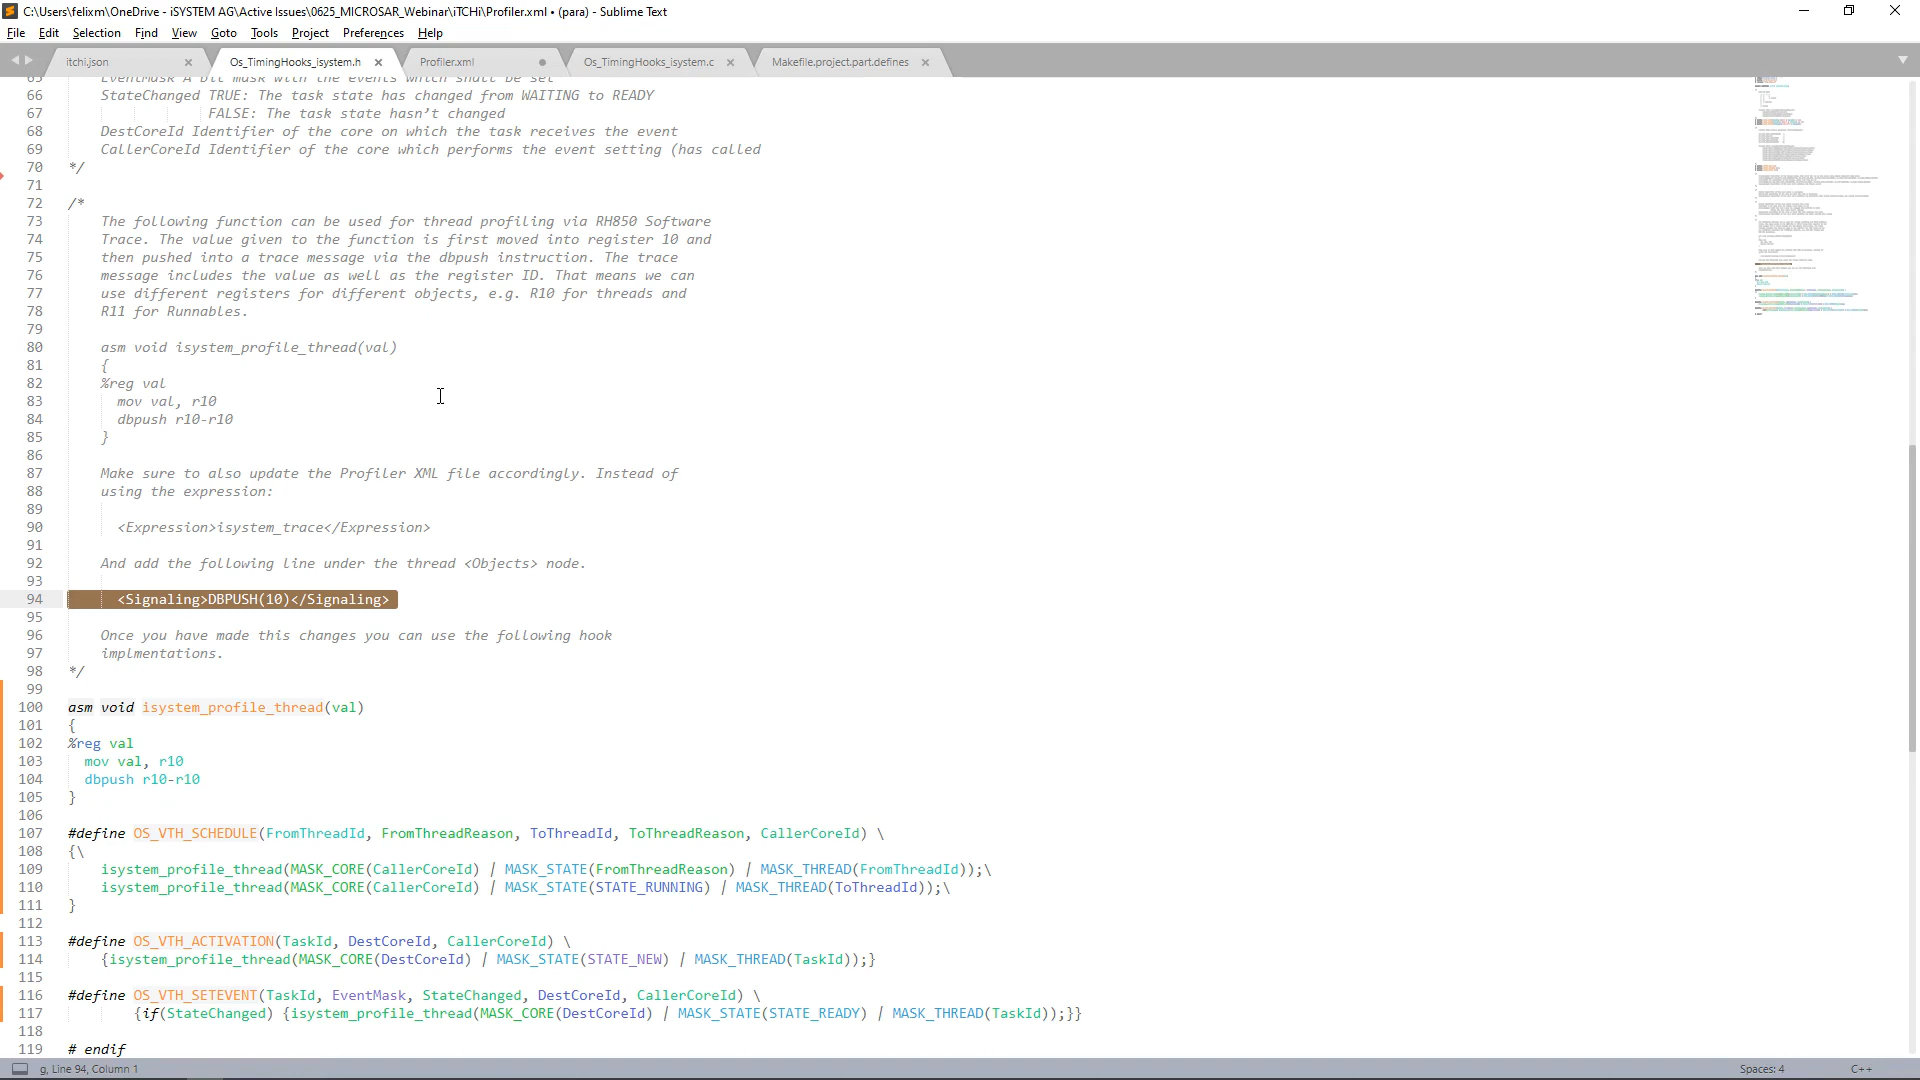 C:\Users\felixm\OneDrive - iSYSTEM AG\Active Issues\0625_MICROSAR_Webinar\iTCHi\Profiler.xml • (para) - Sublime Text
File Edit Selection Find View Goto Tools Project Preferences Help
itchi.json Os_TimingHooks_isystem.h Profiler.xml Os_TimingHooks_isystem.c Makefile.project.part.defines
65 EventMask A bit mask with the events which shall be set
66 StateChanged TRUE: The task state has changed from WAITING to READY
67 FALSE: The task state hasn’t changed
68 DestCoreId Identifier of the core on which the task receives the event
69 CallerCoreId Identifier of the core which performs the event setting (has called
70 */
71
72 /*
73 The following function can be used for thread profiling via RH850 Software
74 Trace. The value given to the function is first moved into register 10 and
75 then pushed into a trace message via the dbpush instruction. The trace
76 message includes the value as well as the register ID. That means we can
77 use different registers for different objects, e.g. R10 for threads and
78 R11 for Runnables.
79
80 asm void isystem_profile_thread(val)
81 {
82 %reg val
83 mov val, r10
84 dbpush r10-r10
85 }
86
87 Make sure to also update the Profiler XML file accordingly. Instead of
88 using the expression:
89
90 <Expression>isystem_trace</Expression>
91
92 And add the following line under the thread <Objects> node.
93
94 <Signaling>DBPUSH(10)</Signaling>
95
96 Once you have made this changes you can use the following hook
97 implmentations.
98 */
99
100 asm void isystem_profile_thread(val)
101 {
102 %reg val
103 mov val, r10
104 dbpush r10-r10
105 }
106
107 #define OS_VTH_SCHEDULE(FromThreadId, FromThreadReason, ToThreadId, ToThreadReason, CallerCoreId) \
108 {\
109 isystem_profile_thread(MASK_CORE(CallerCoreId) | MASK_STATE(FromThreadReason) | MASK_THREAD(FromThreadId));\
110 isystem_profile_thread(MASK_CORE(CallerCoreId) | MASK_STATE(STATE_RUNNING) | MASK_THREAD(ToThreadId));\
111 }
112
113 #define OS_VTH_ACTIVATION(TaskId, DestCoreId, CallerCoreId) \
114 {isystem_profile_thread(MASK_CORE(DestCoreId) | MASK_STATE(STATE_NEW) | MASK_THREAD(TaskId));}
115
116 #define OS_VTH_SETEVENT(TaskId, EventMask, StateChanged, DestCoreId, CallerCoreId) \
117 {if(StateChanged) {isystem_profile_thread(MASK_CORE(DestCoreId) | MASK_STATE(STATE_READY) | MASK_THREAD(TaskId));}}
118
119 # endif
g, Line 94, Column 1 Spaces: 4 C++